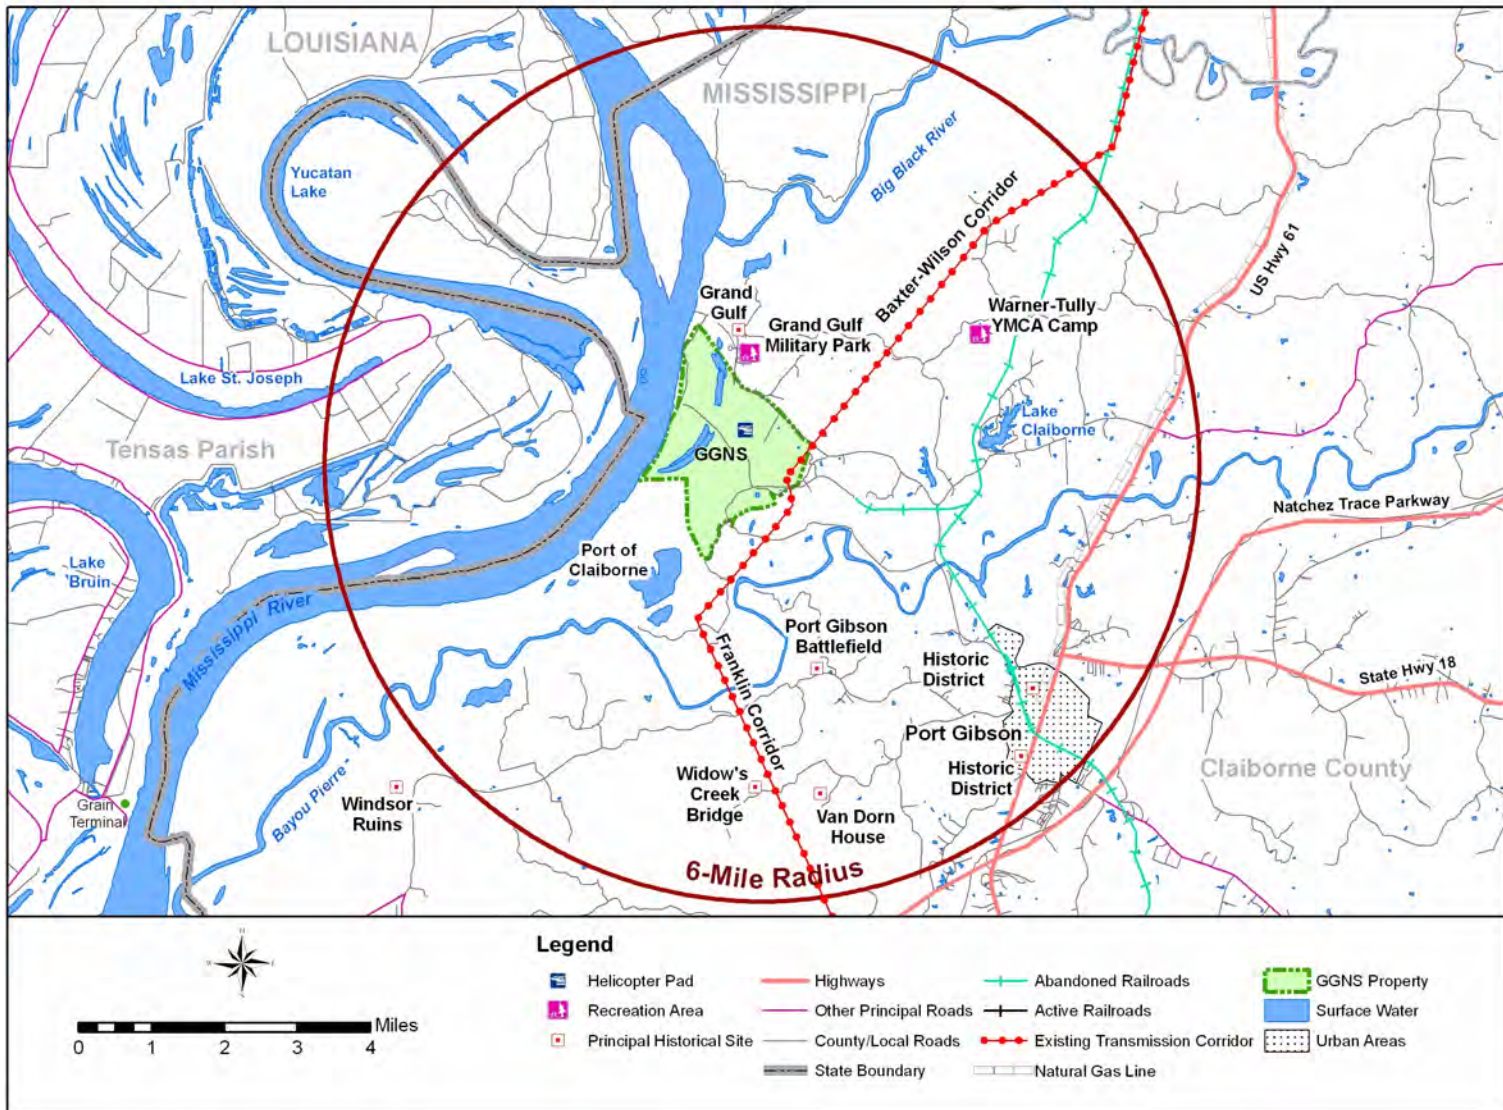 LOUISIANA
MISSISSIPPI
Yucatan
Lake
Big Black River
Baxter-Wilson Corridor
US Hwy 61
Grand
Gulf
Grand Gulf
Military Park
Warner-Tully
YMCA Camp
Lake St. Joseph
Lake
Claiborne
Tensas Parish
GGNS
Natchez Trace Parkway
Port of
Claiborne
Lake
Bruin
Mississippi River
Port Gibson
Battlefield
Franklin Corridor
Historic
District
State Hwy 18
Port Gibson
Historic
District
Claiborne County
Widow's
Creek
Bridge
Van Dorn
House
Windsor
Ruins
Bayou Pierre
Grain
Terminal
6-Mile Radius
N
W
E
S
Miles
0 1 2 3 4
Legend
Helicopter Pad
Recreation Area
Principal Historical Site
Highways
Other Principal Roads
County/Local Roads
State Boundary
Abandoned Railroads
Active Railroads
Existing Transmission Corridor
Natural Gas Line
GGNS Property
Surface Water
Urban Areas